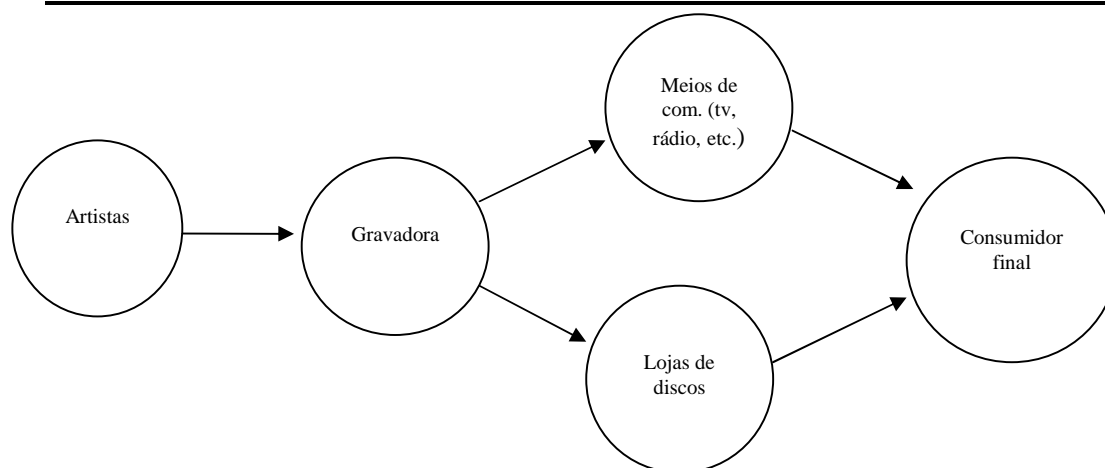 Artistas
Gravadora
Meios de
com. (tv,
rádio, etc.)
Lojas de
discos
Consumidor
final